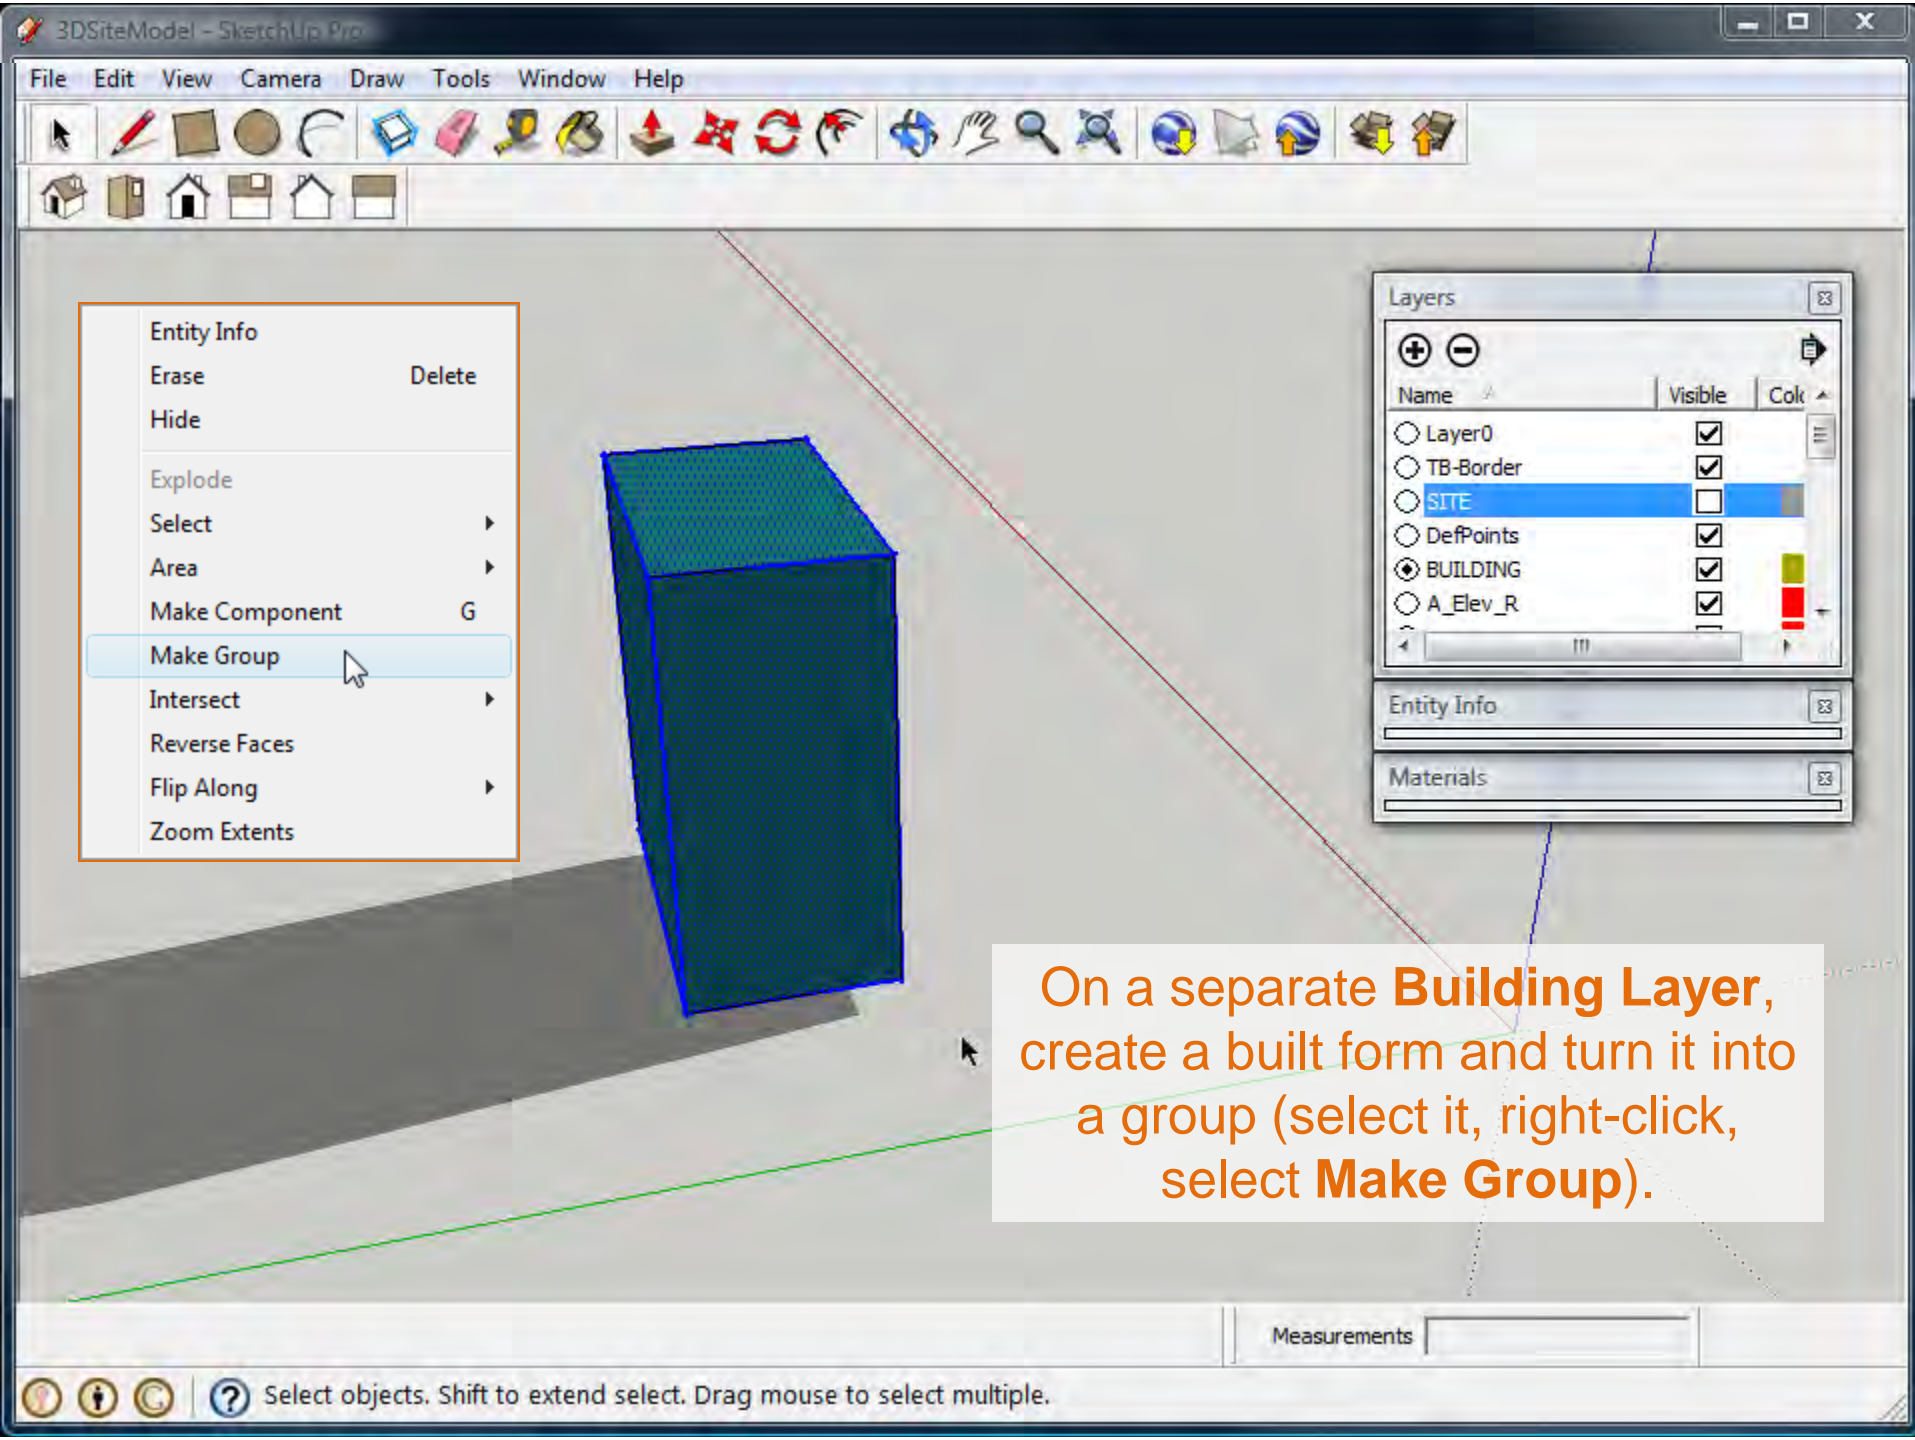 3DSiteModel - SketchUp Pro
File Edit View Camera Draw Tools Window Help
Entity Info
Erase Delete
Hide
Explode
Select
Area
Make Component G
Make Group
Intersect
Reverse Faces
Flip Along
Zoom Extents
Layers
Name Visible Colo
Layer0
TB-Border
SITE
DefPoints
BUILDING
A_Elev_R
Entity Info
Materials
On a separate Building Layer,
create a built form and turn it into
a group (select it, right-click,
select Make Group).
Measurements
Select objects. Shift to extend select. Drag mouse to select multiple.